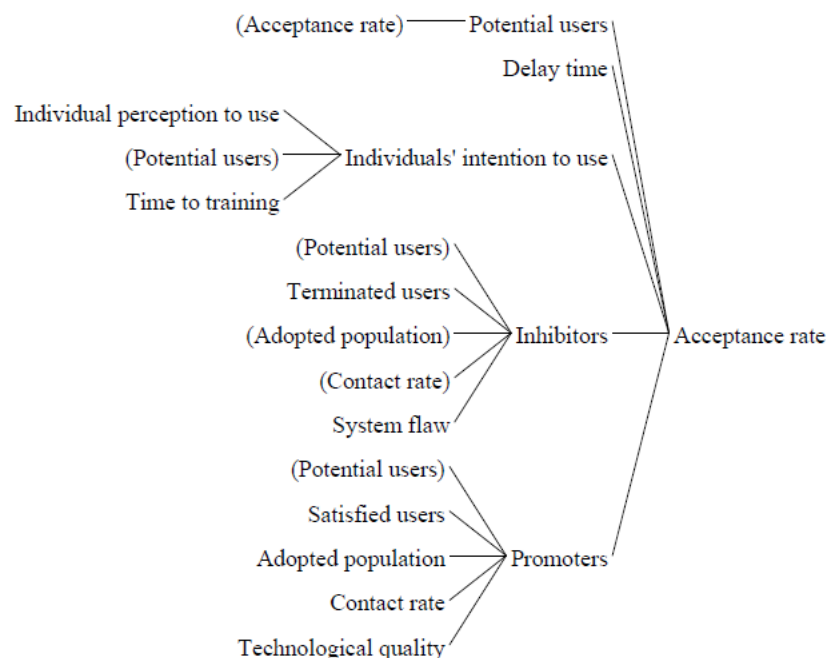 (Acceptance rate) Potential users
Delay time
Individual perception to use
(Potential users) Individuals' intention to use
Time to training
(Potential users)
Terminated users
(Adopted population) Inhibitors Acceptance rate
(Contact rate)
System flaw
(Potential users)
Satisfied users
Adopted population Promoters
Contact rate
Technological quality